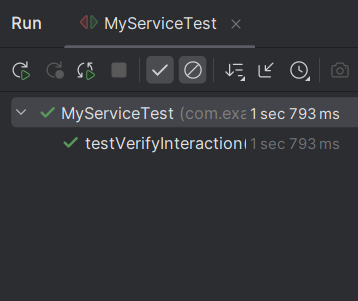 Run MyServiceTest
MyServiceTest (com.exa 1 sec 793 ms
testVerifyInteraction( 1 sec 793 ms